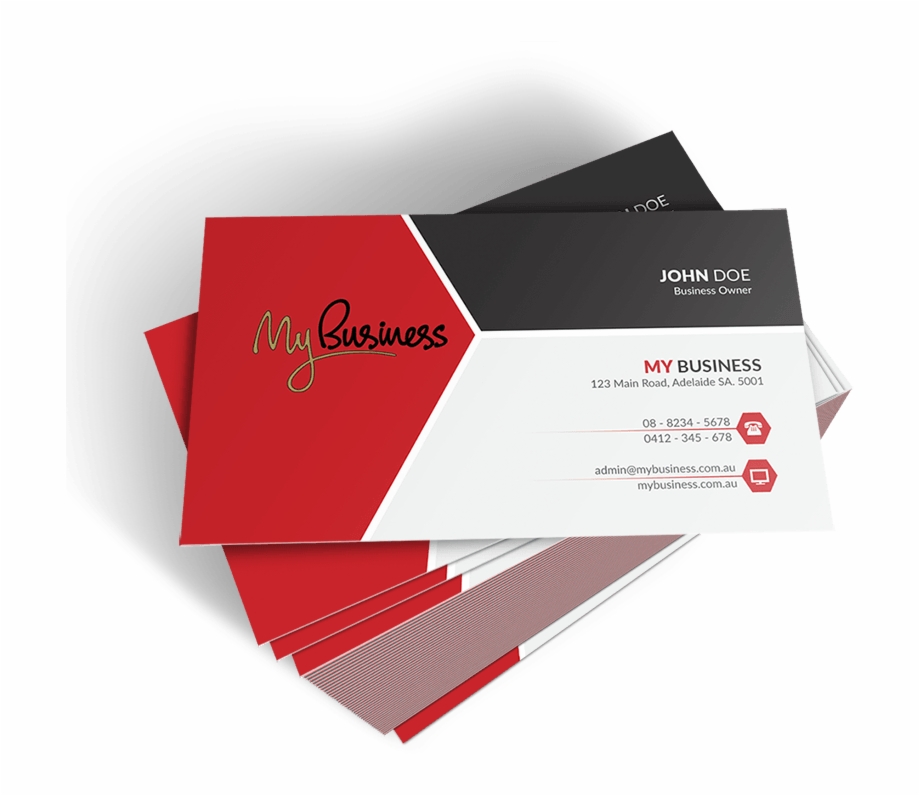 DOE
JOHN DOE
Business Owner
My Business
MY BUSINESS
123 Main Road, Adelaide SA. 5001
08 - 8234 - 5678
0412 - 345 - 678
admin@mybusiness.com.au
mybusiness.com.au